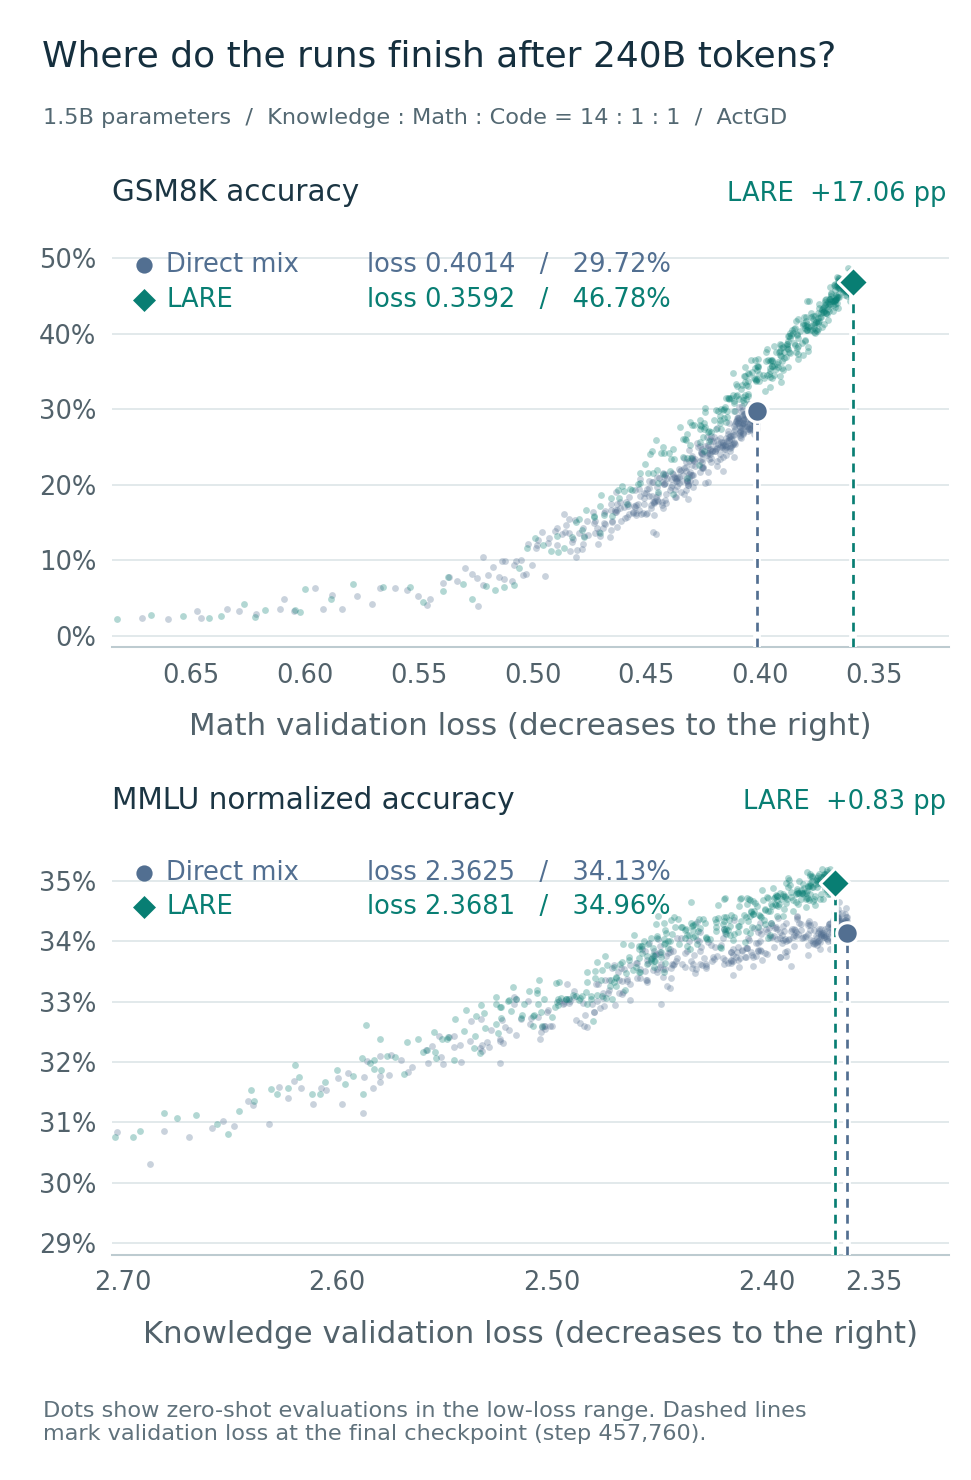 Where do the runs finish after 240B tokens?
1.5B parameters / Knowledge : Math : Code = 14 : 1 : 1 / ActGD
GSM8K accuracy
LARE +17.06 pp
Direct mix loss 0.4014 / 29.72%
LARE loss 0.3592 / 46.78%
50%
40%
30%
20%
10%
0%
0.65 0.60 0.55 0.50 0.45 0.40 0.35
Math validation loss (decreases to the right)
MMLU normalized accuracy
LARE +0.83 pp
Direct mix loss 2.3625 / 34.13%
LARE loss 2.3681 / 34.96%
35%
34%
33%
32%
31%
30%
29%
2.70 2.60 2.50 2.40 2.35
Knowledge validation loss (decreases to the right)
Dots show zero-shot evaluations in the low-loss range. Dashed lines
mark validation loss at the final checkpoint (step 457,760).